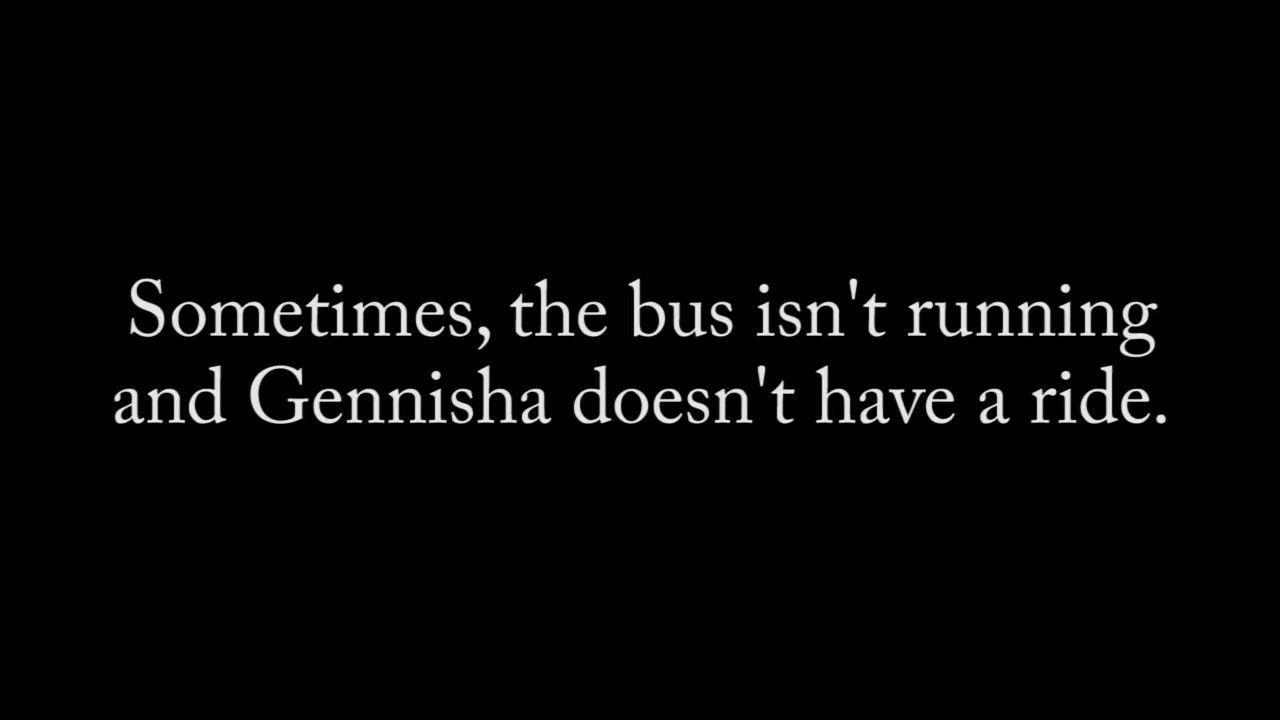 Sometimes, the bus isn't running
and Gennisha doesn't have a ride.